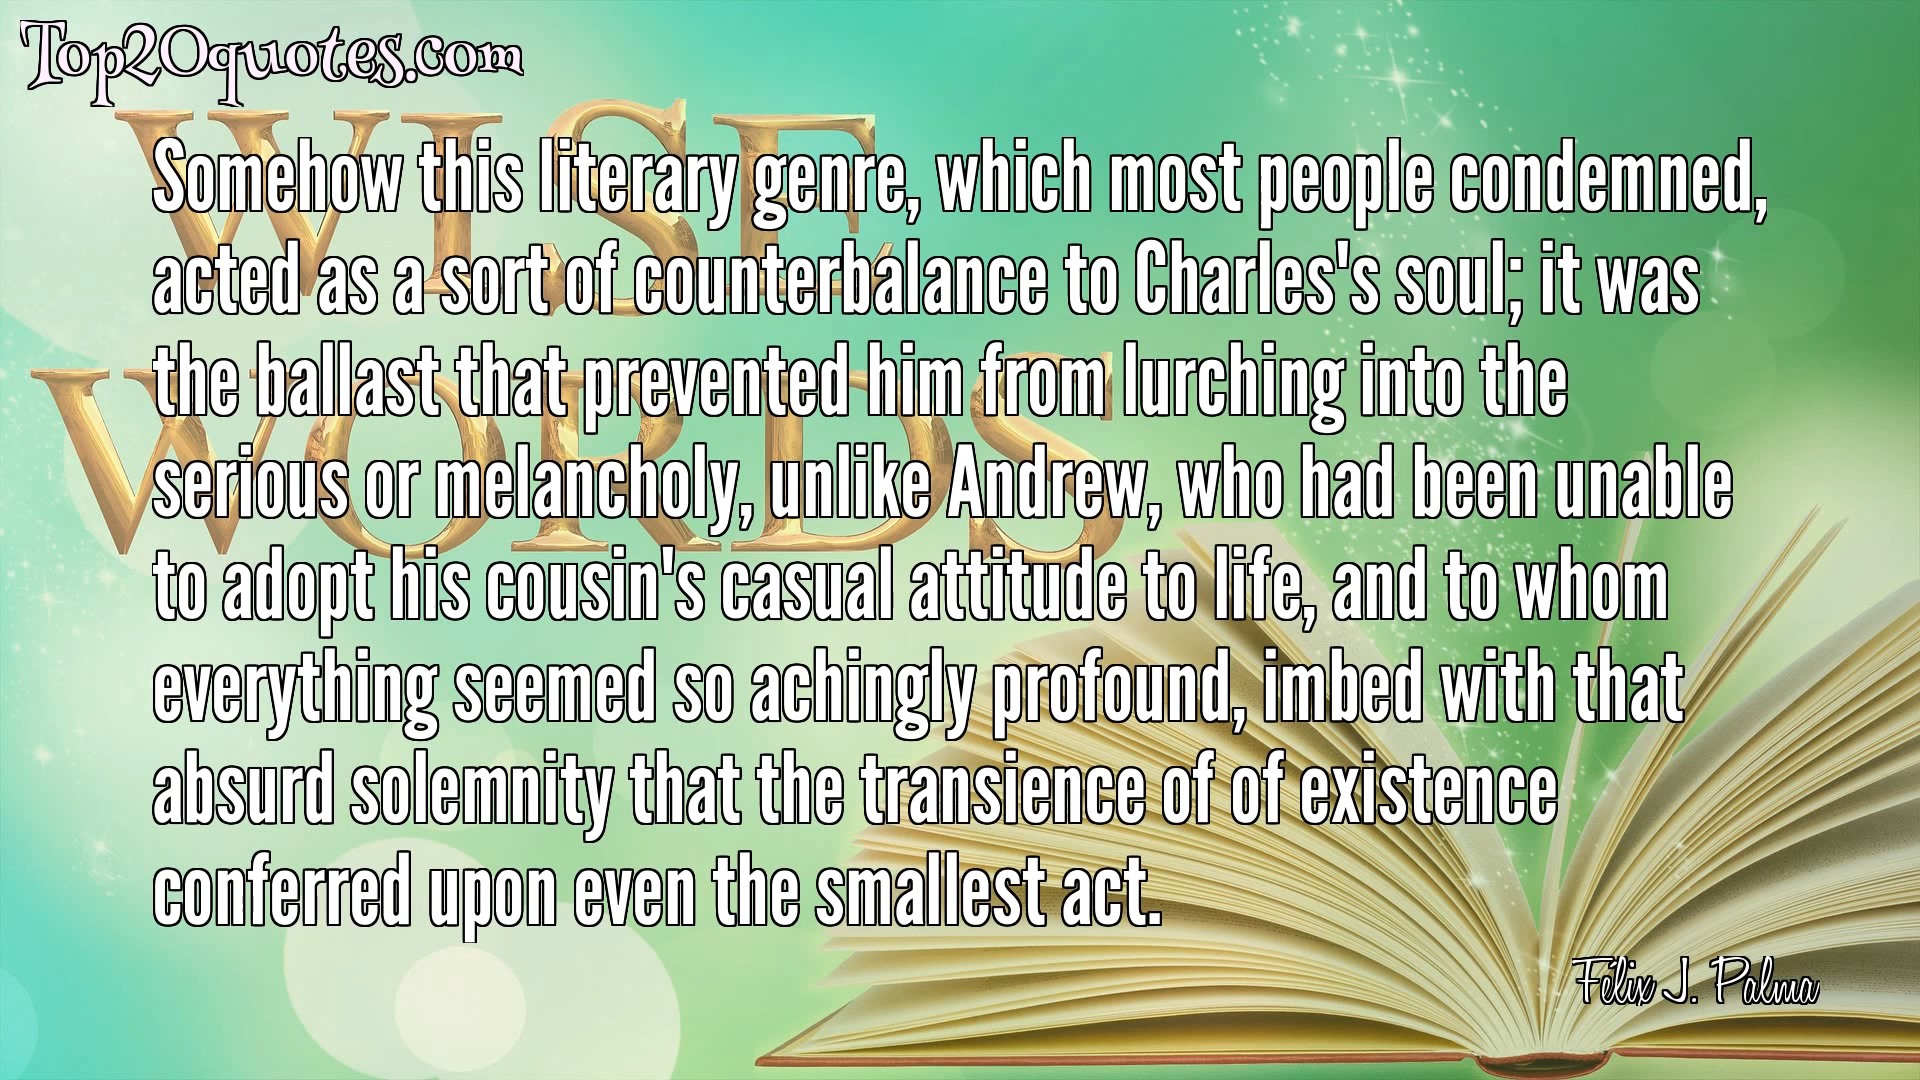 Top20quotes.com
WISE
WORDS
Somehow this literary genre, which most people condemned,
acted as a sort of counterbalance to Charles's soul; it was
the ballast that prevented him from lurching into the
serious or melancholy, unlike Andrew, who had been unable
to adopt his cousin's casual attitude to life, and to whom
everything seemed so achingly profound, imbed with that
absurd solemnity that the transience of of existence
conferred upon even the smallest act.
Félix J. Palma